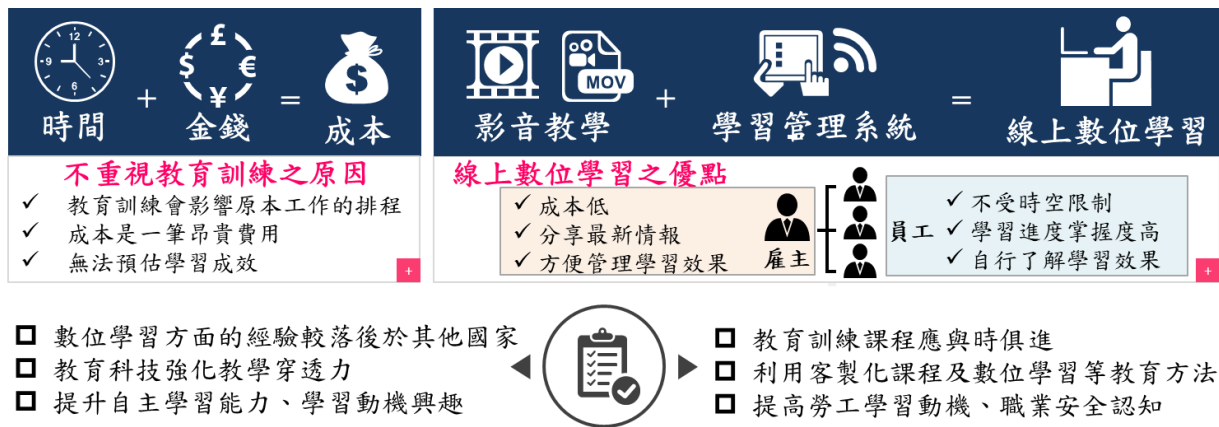 時間 + 金錢 = 成本
不重視教育訓練之原因
✓ 教育訓練會影響原本工作的排程
✓ 成本是一筆昂貴費用
✓ 無法預估學習成效
+
MOV
影音教學 + 學習管理系統 = 線上數位學習
線上數位學習之優點
✓ 成本低
✓ 分享最新情報
✓ 方便管理學習效果
雇主
員工
✓ 不受時空限制
✓ 學習進度掌握度高
✓ 自行了解學習效果
+
數位學習方面的經驗較落後於其他國家
教育科技強化教學穿透力
提升自主學習能力、學習動機興趣
教育訓練課程應與時俱進
利用客製化課程及數位學習等教育方法
提高勞工學習動機、職業安全認知